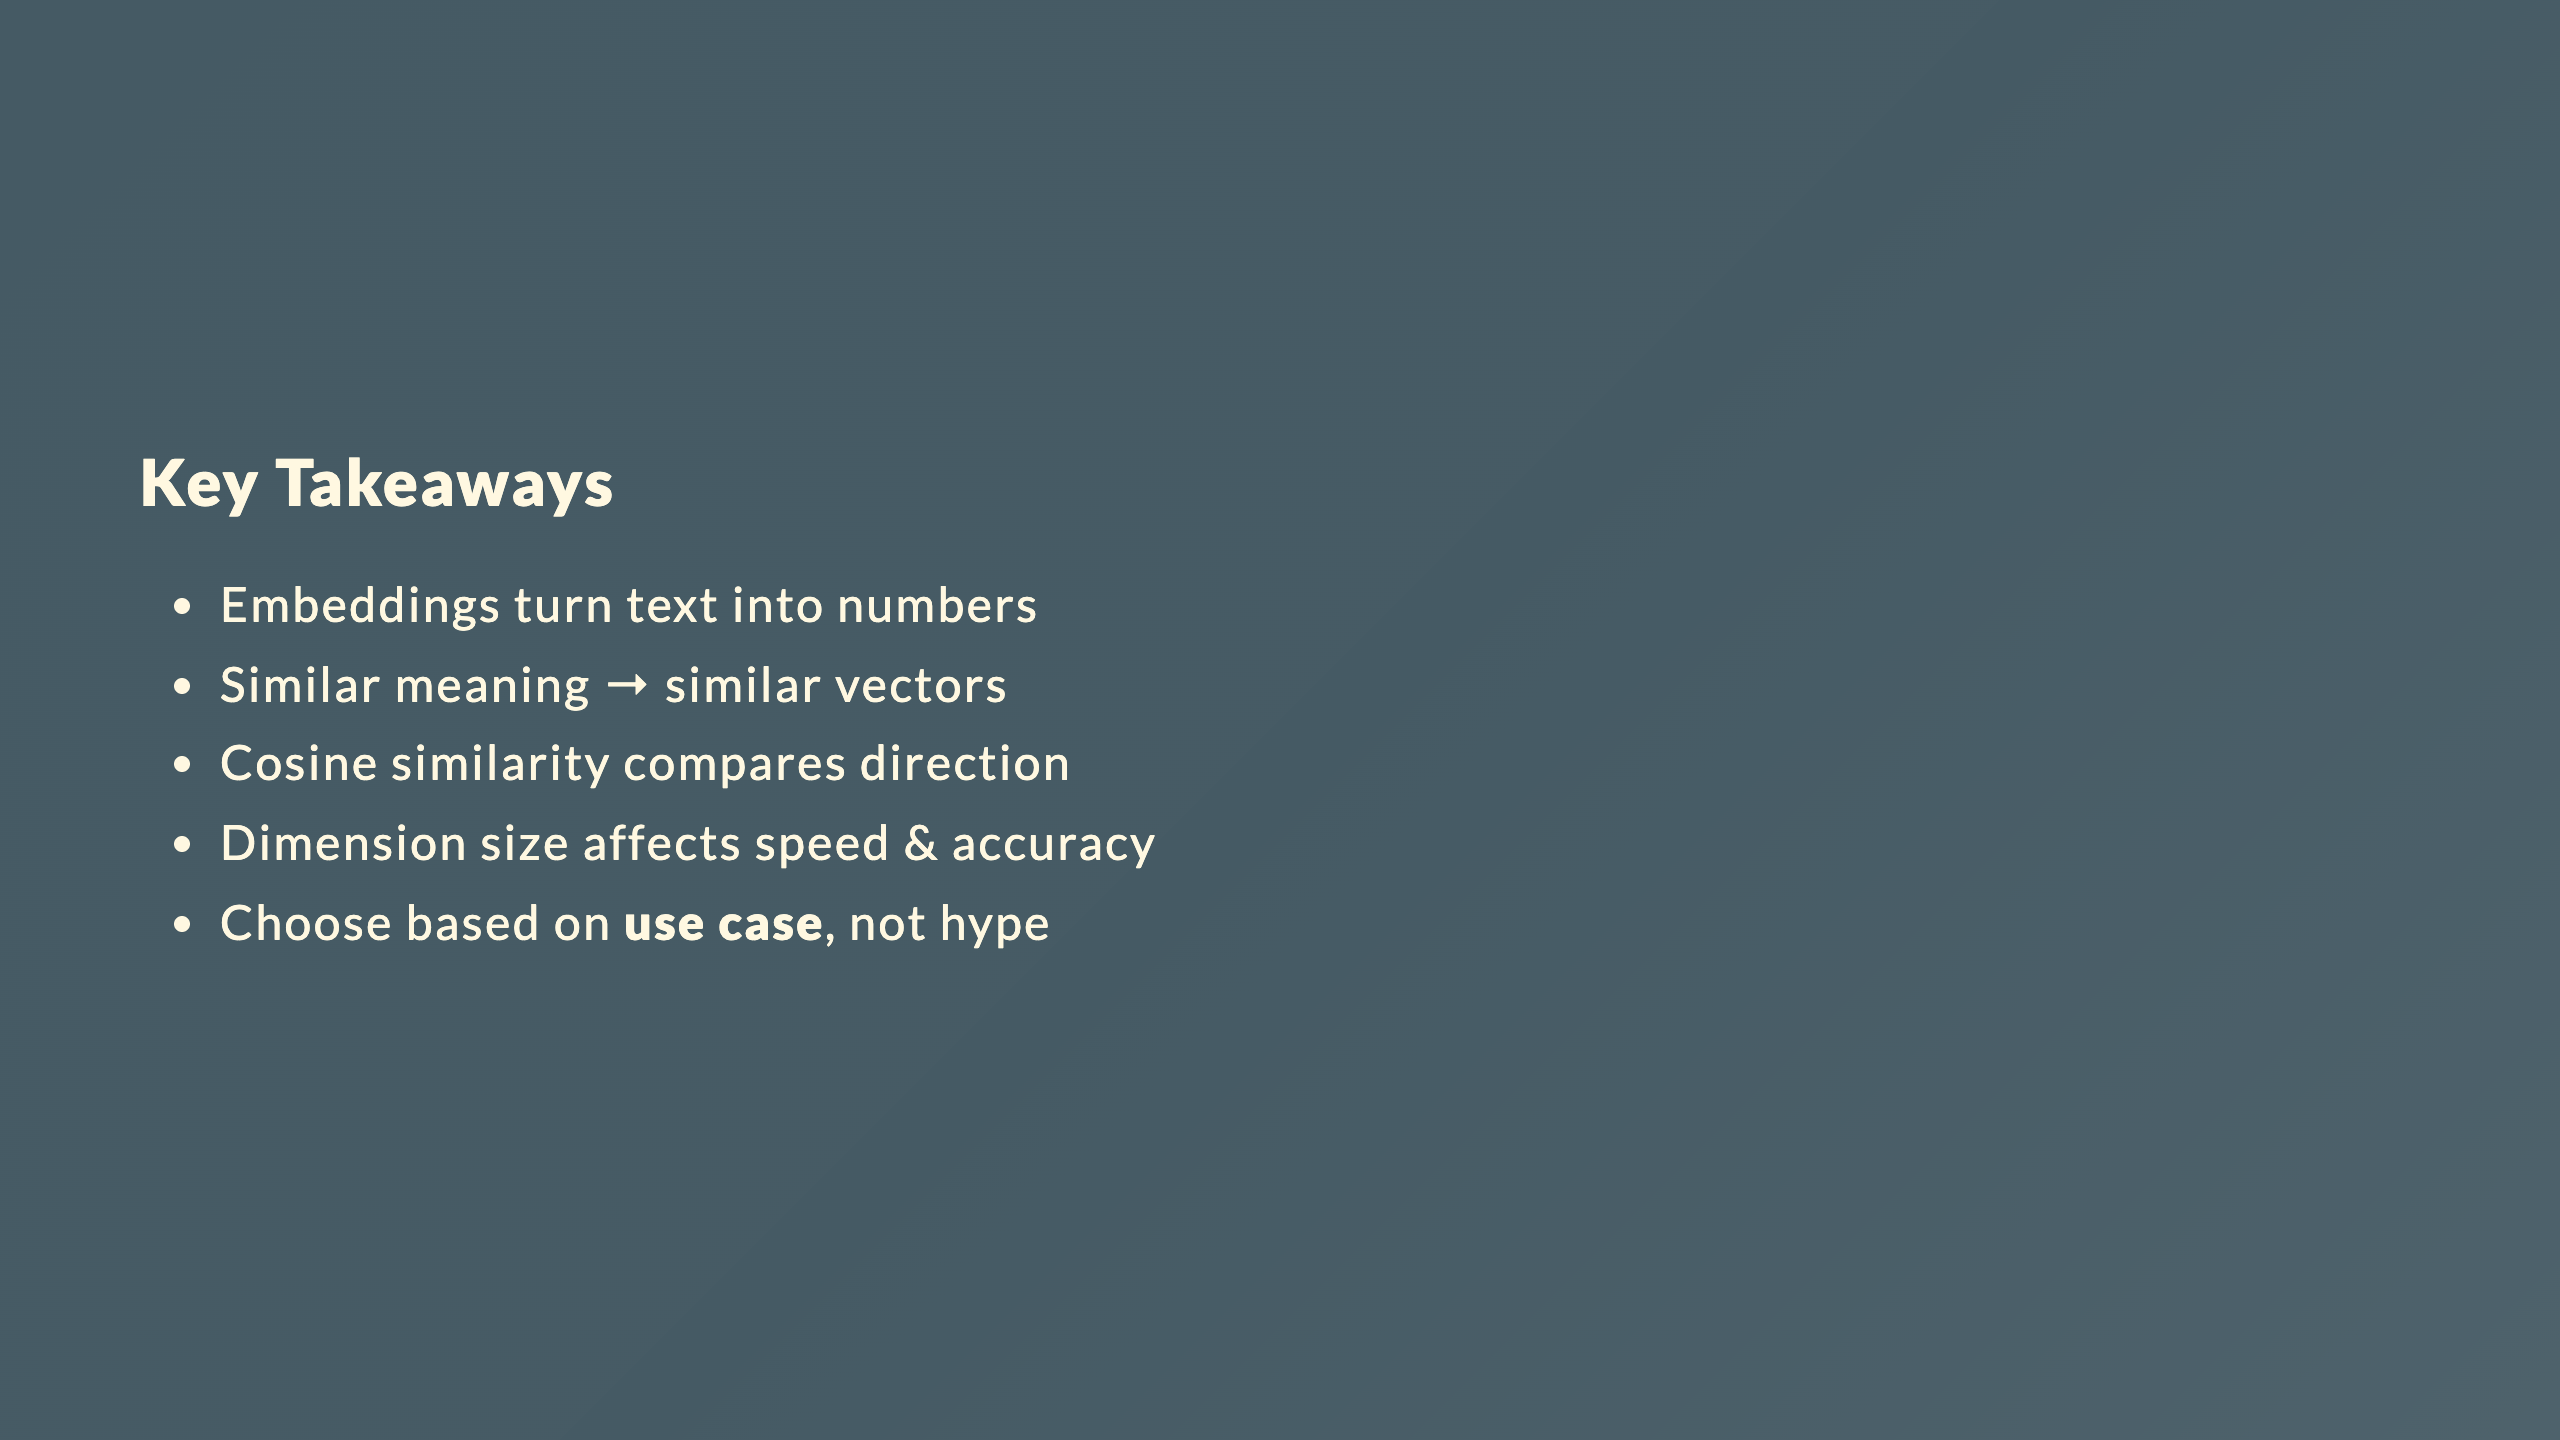 Key Takeaways
• Embeddings turn text into numbers
• Similar meaning → similar vectors
• Cosine similarity compares direction
• Dimension size affects speed & accuracy
• Choose based on use case, not hype